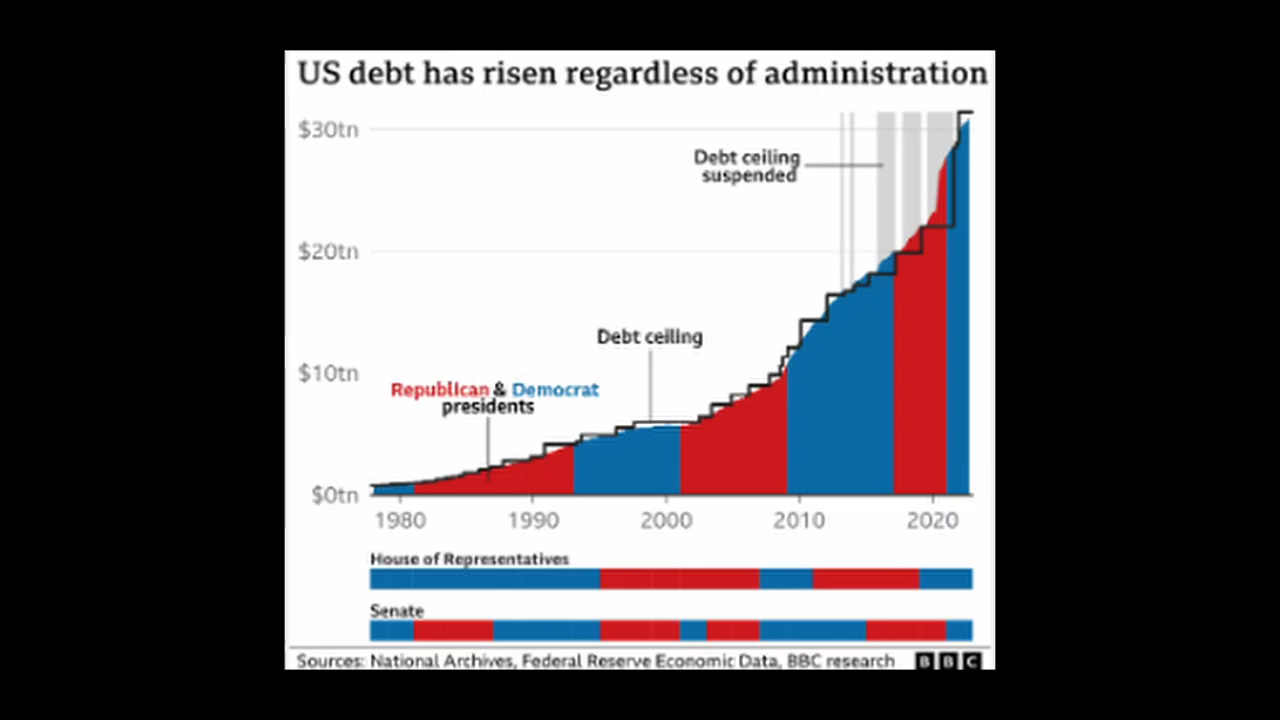 US debt has risen regardless of administration
$30tn
Debt ceiling
suspended
$20tn
Debt ceiling
$10tn
Republican & Democrat
presidents
$0tn
1980 1990 2000 2010 2020
House of Representatives
Senate
Sources: National Archives, Federal Reserve Economic Data, BBC research BBC